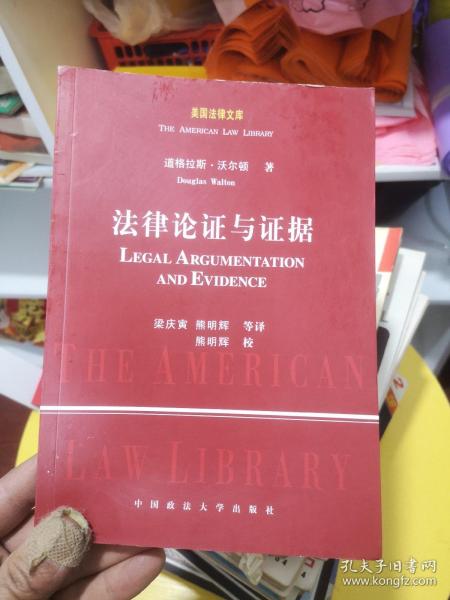 美国法律文库
THE AMERICAN LAW LIBRARY
道格拉斯·沃尔顿 著
Douglas Walton
法律论证与证据
LEGAL ARGUMENTATION
AND EVIDENCE
梁庆寅 熊明辉 等译
熊明辉 校
THE AMERICAN
LAW LIBRARY
中国政法大学出版社
孔夫子旧书网
www.kongfz.com